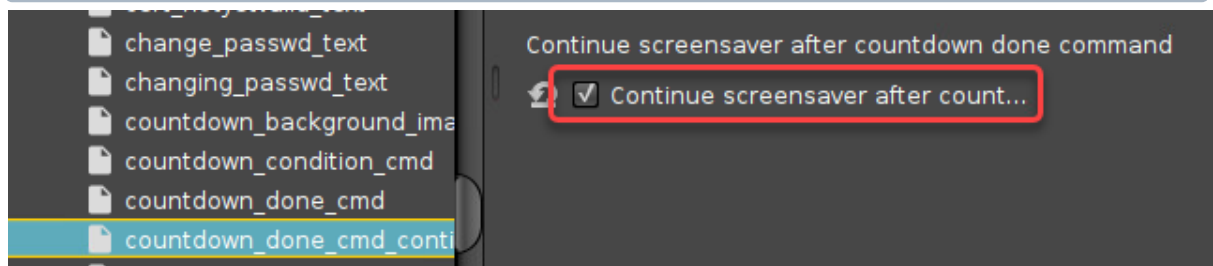 change_passwd_text
changing_passwd_text
countdown_background_ima
countdown_condition_cmd
countdown_done_cmd
countdown_done_cmd_conti
Continue screensaver after countdown done command
Continue screensaver after count...